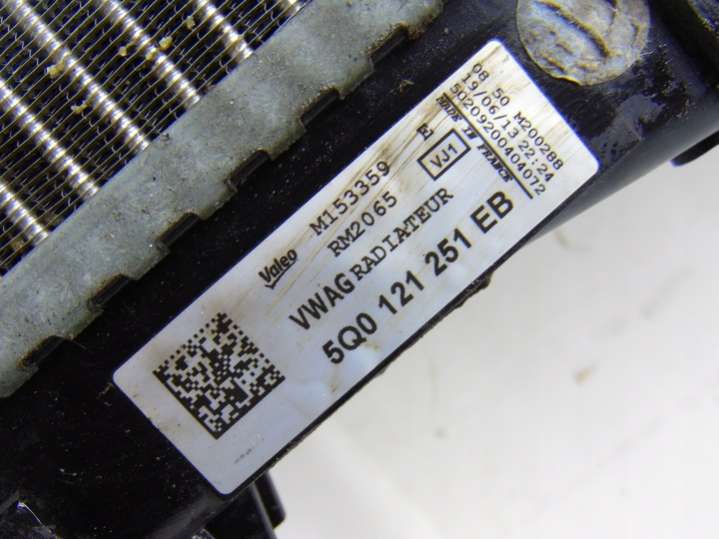 08 50 M200288
19/06/13 22:24
50209200404072
MADE IN FRANCE
Valeo M153359 E
RM2065 VJ1
VWAG RADIATEUR
5Q0 121 251 EB